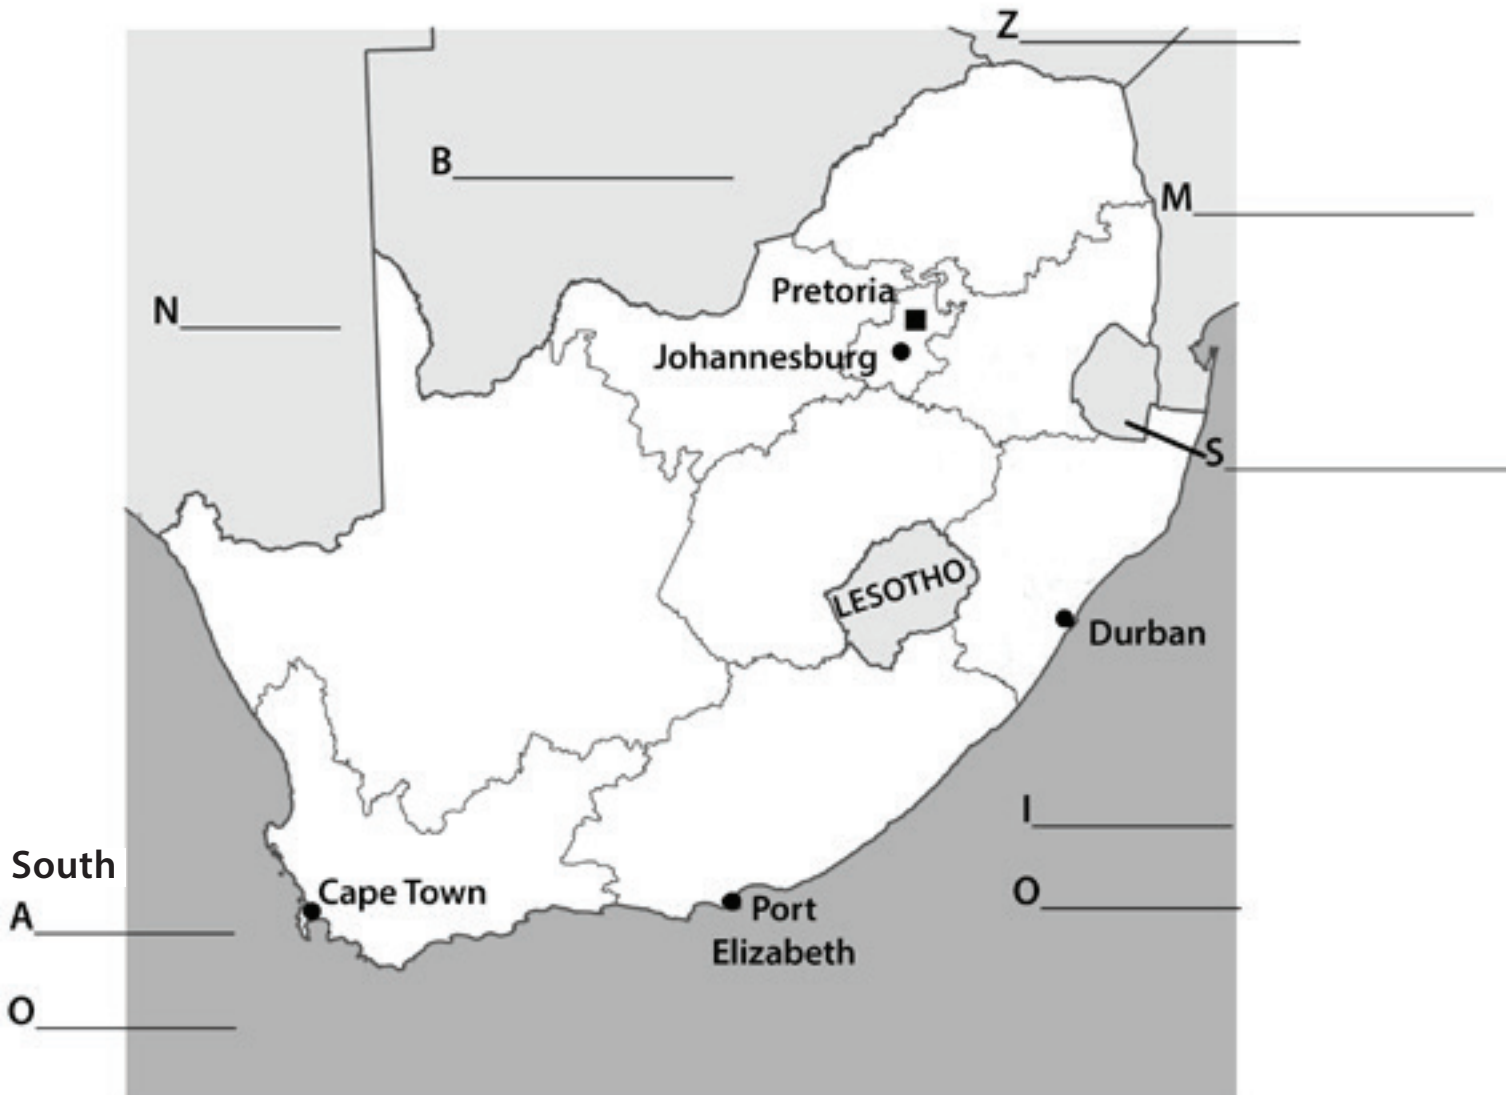 Z
B
M
N
Pretoria
Johannesburg
S
LESOTHO
Durban
I
South
Cape Town
O
A
Port
Elizabeth
O